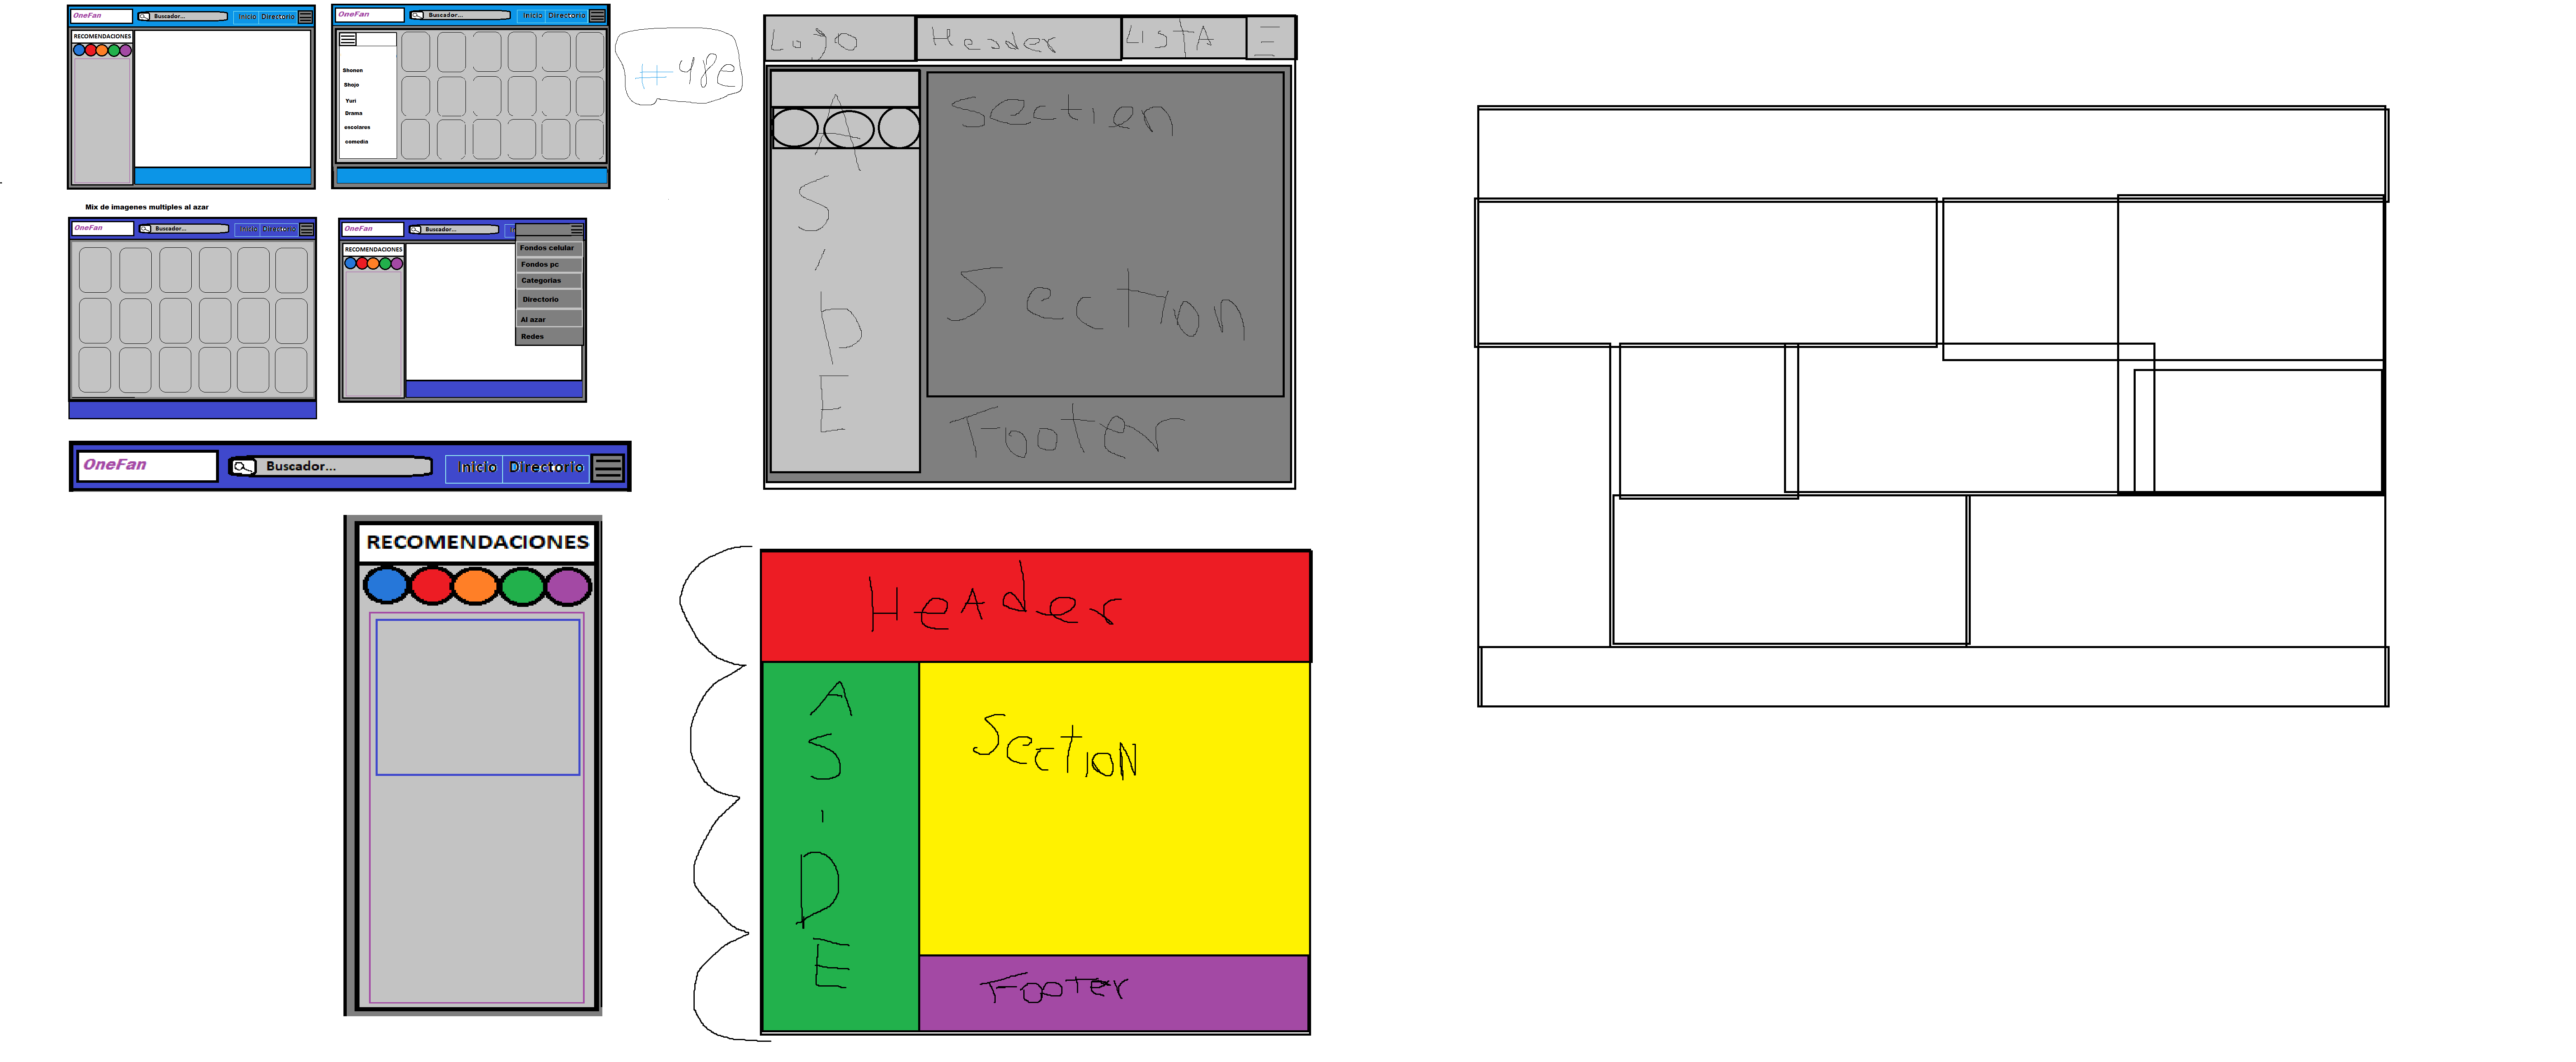 OneFan
Buscador...
Inicio
Directorio
RECOMENDACIONES
OneFan
Buscador...
Inicio
Directorio
Shonen
Shojo
Yuri
Drama
escolares
comedia
#48e
Mix de imagenes multiples al azar
OneFan
Buscador...
Inicio
Directorio
OneFan
Buscador...
RECOMENDACIONES
Fondos celular
Fondos pc
Categorias
Directorio
Al azar
Redes
OneFan
Buscador...
Inicio
Directorio
RECOMENDACIONES
Logo
Header
LISTA
ASIDE
Section
Section
Footer
HeAder
ASIDE
SectioN
Footer